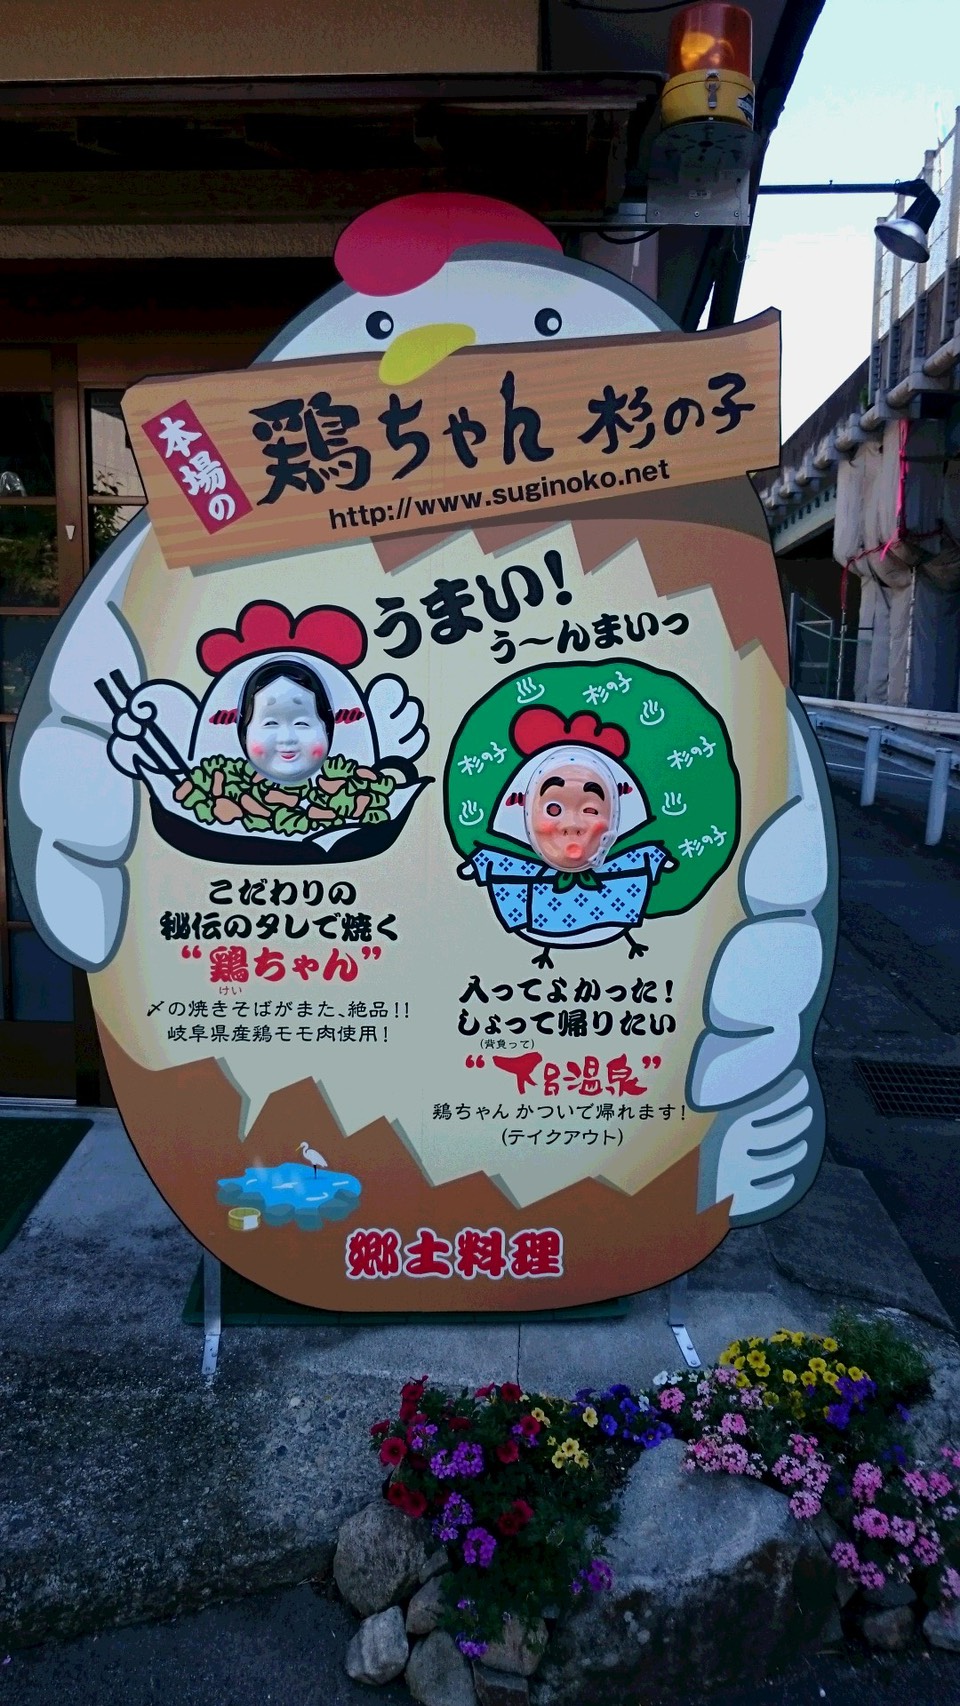 本場の
鶏ちゃん 杉の子
http://www.suginoko.net
うまい!
う〜んまいっ
杉の子
杉の子
杉の子
杉の子
こだわりの
秘伝のタレで焼く
“鶏ちゃん”
けい
〆の焼きそばがまた、絶品!!
岐阜県産鶏モモ肉使用!
入ってよかった!
しょって帰りたい
(背負って)
“下呂温泉”
鶏ちゃん かついで帰れます!
(テイクアウト)
郷土料理